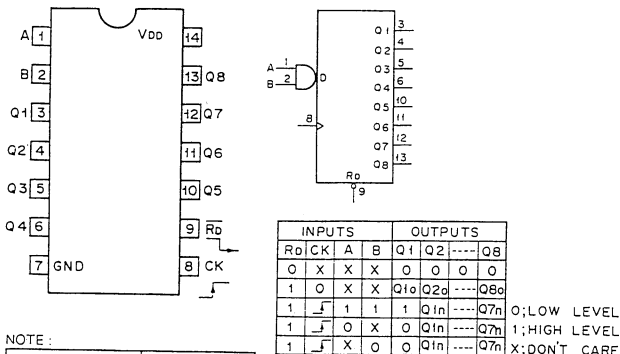 A 1 VDD 14
B 2 13 Q8
Q1 3 12 Q7
Q2 4 11 Q6
Q3 5 10 Q5
Q4 6 9 RD
7 GND 8 CK
A 1
B 2
D
8
RD
9
Q1 3
Q2 4
Q3 5
Q4 6
Q5 10
Q6 11
Q7 12
Q8 13
INPUTS OUTPUTS
RD CK A B Q1 Q2 ---- Q8
0 X X X 0 0 0 0
1 0 X X Q1o Q2o ---- Q8o
1 1 1 1 Q1n ---- Q7n 0;LOW LEVEL
1 0 X 0 Q1n ---- Q7n 1;HIGH LEVEL
1 X 0 0 Q1n ---- Q7n X;DON'T CARE
NOTE: